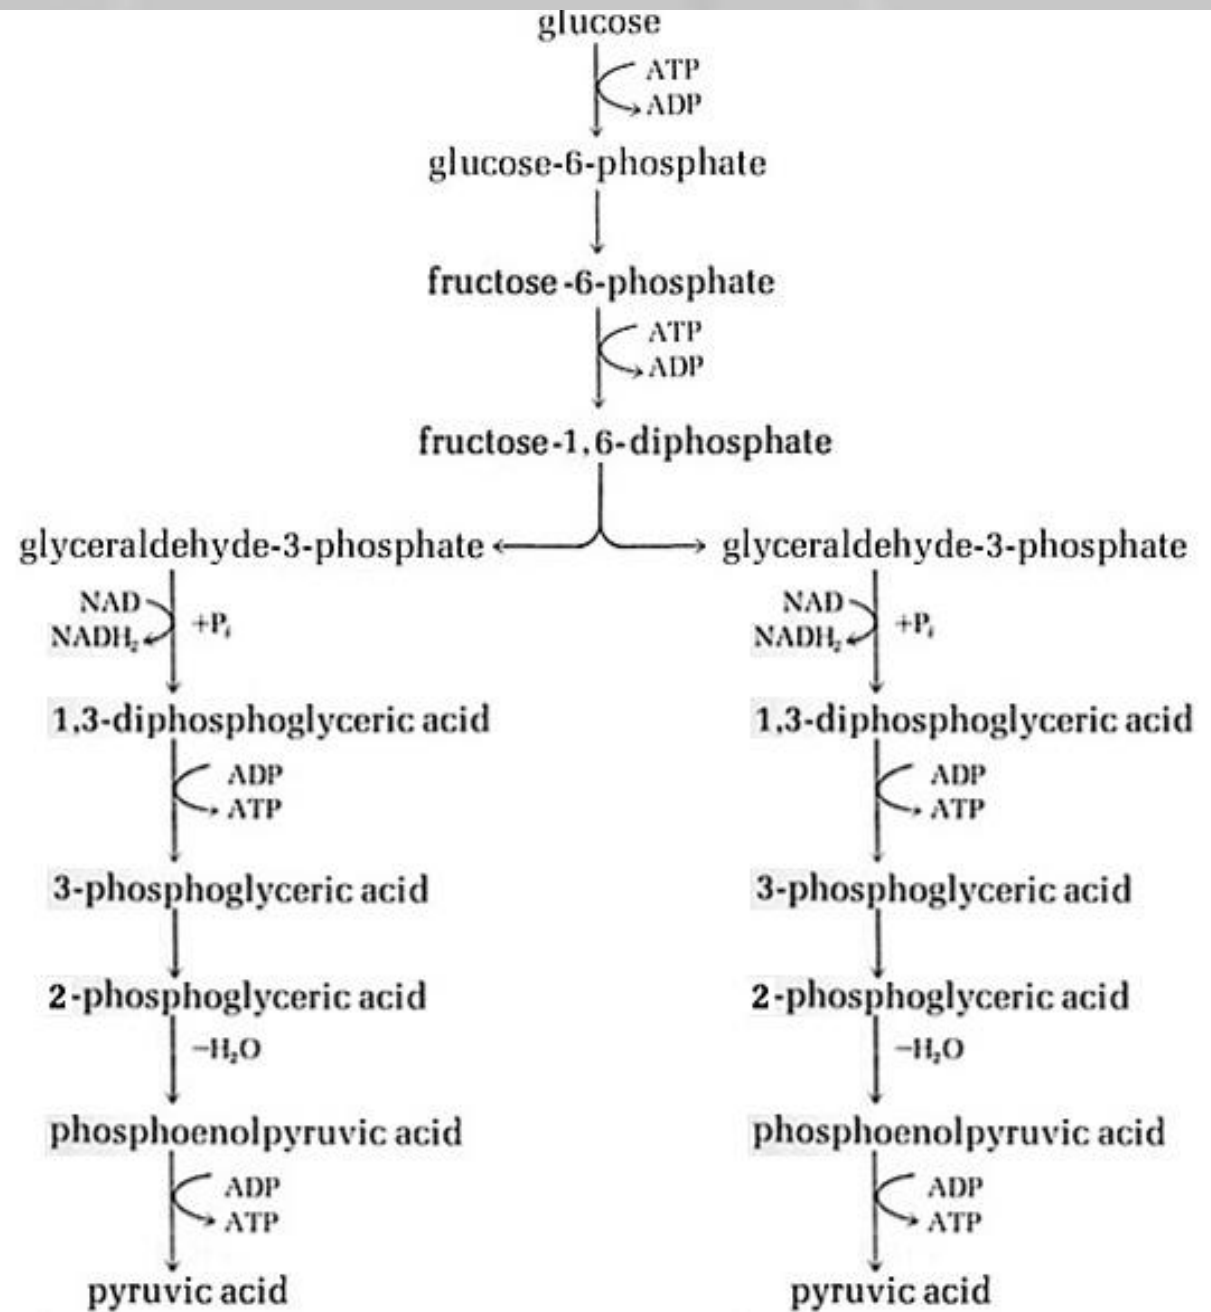 glucose
ATP
ADP
glucose-6-phosphate
fructose-6-phosphate
ATP
ADP
fructose-1,6-diphosphate
glyceraldehyde-3-phosphate glyceraldehyde-3-phosphate
NAD +Pi NAD +Pi
NADH₂ NADH₂
1,3-diphosphoglyceric acid 1,3-diphosphoglyceric acid
ADP ADP
ATP ATP
3-phosphoglyceric acid 3-phosphoglyceric acid
2-phosphoglyceric acid 2-phosphoglyceric acid
–H₂O –H₂O
phosphoenolpyruvic acid phosphoenolpyruvic acid
ADP ADP
ATP ATP
pyruvic acid pyruvic acid